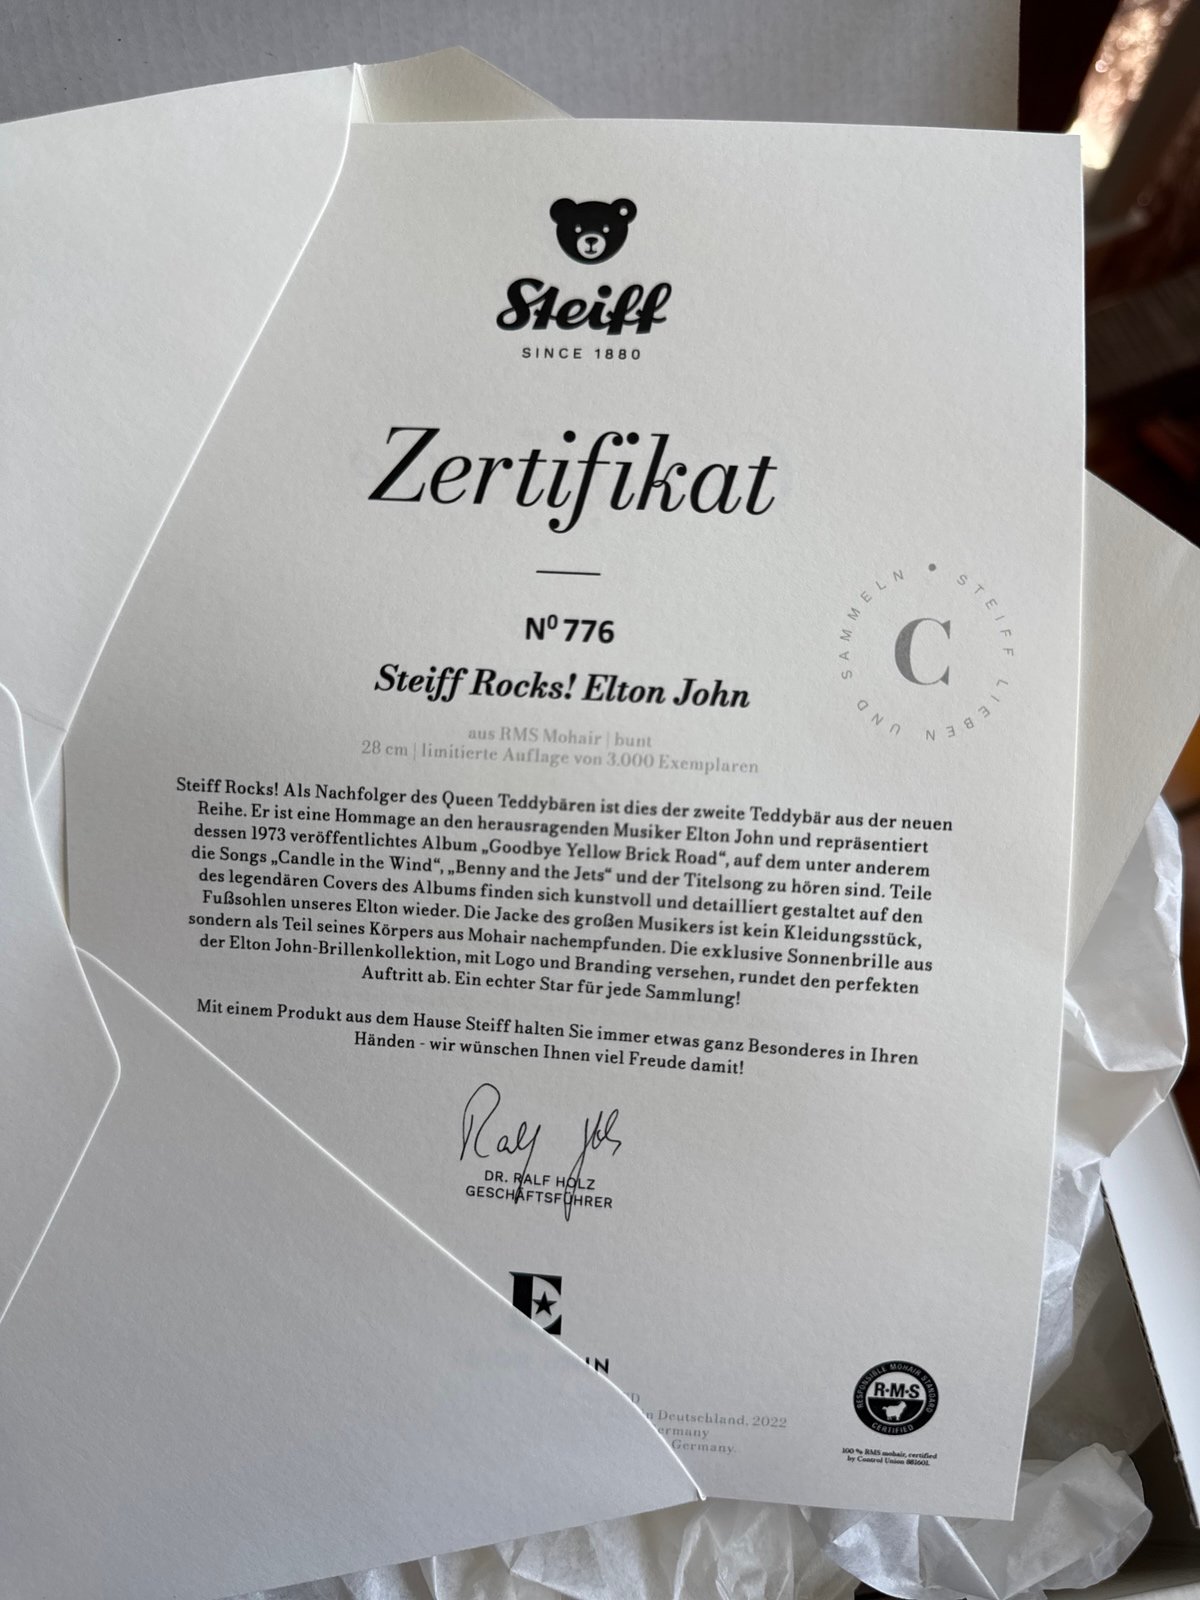 Steiff
SINCE 1880
Zertifikat
Nº 776
Steiff Rocks! Elton John
STEIFF LIEBEN UND SAMMELN
C
aus RMS Mohair | bunt
28 cm | limitierte Auflage von 3.000 Exemplaren
Steiff Rocks! Als Nachfolger des Queen Teddybären ist dies der zweite Teddybär aus der neuen
Reihe. Er ist eine Hommage an den herausragenden Musiker Elton John und repräsentiert
dessen 1973 veröffentlichtes Album „Goodbye Yellow Brick Road“, auf dem unter anderem
die Songs „Candle in the Wind“, „Benny and the Jets“ und der Titelsong zu hören sind. Teile
des legendären Covers des Albums finden sich kunstvoll und detailliert gestaltet auf den
Fußsohlen unseres Elton wieder. Die Jacke des großen Musikers ist kein Kleidungsstück,
sondern als Teil seines Körpers aus Mohair nachempfunden. Die exklusive Sonnenbrille aus
der Elton John-Brillenkollektion, mit Logo und Branding versehen, rundet den perfekten
Auftritt ab. Ein echter Star für jede Sammlung!
Mit einem Produkt aus dem Hause Steiff halten Sie immer etwas ganz Besonderes in Ihren
Händen - wir wünschen Ihnen viel Freude damit!
Ralf Holz
DR. RALF HOLZ
GESCHÄFTSFÜHRER
E
Deutschland, 2022
Germany.
RESPONSIBLE MOHAIR STANDARD
R·M·S
CERTIFIED
100 % RMS mohair, certified
by Control Union 881601.